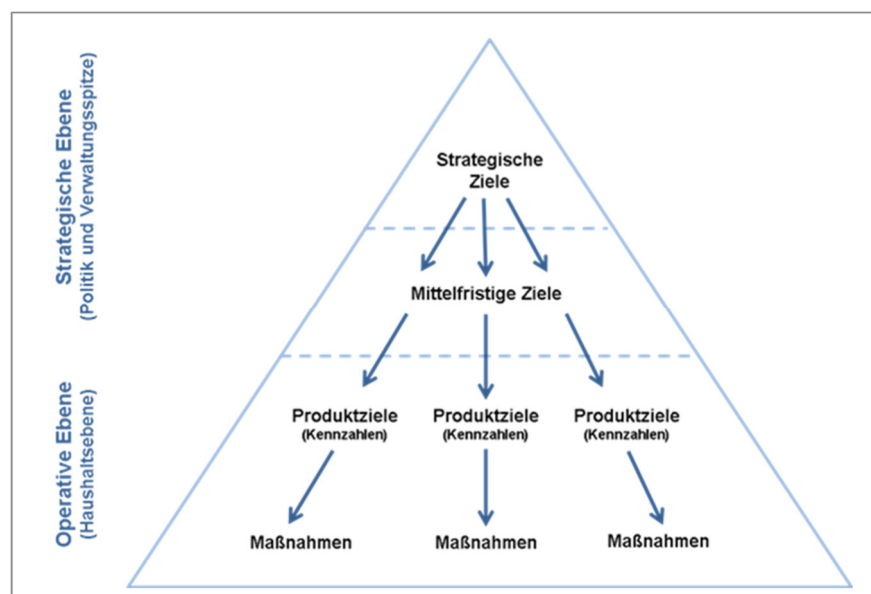 Strategische Ebene
(Politik und Verwaltungsspitze)
Strategische
Ziele
Mittelfristige Ziele
Operative Ebene
(Haushaltsebene)
Produktziele
(Kennzahlen)
Produktziele
(Kennzahlen)
Produktziele
(Kennzahlen)
Maßnahmen
Maßnahmen
Maßnahmen